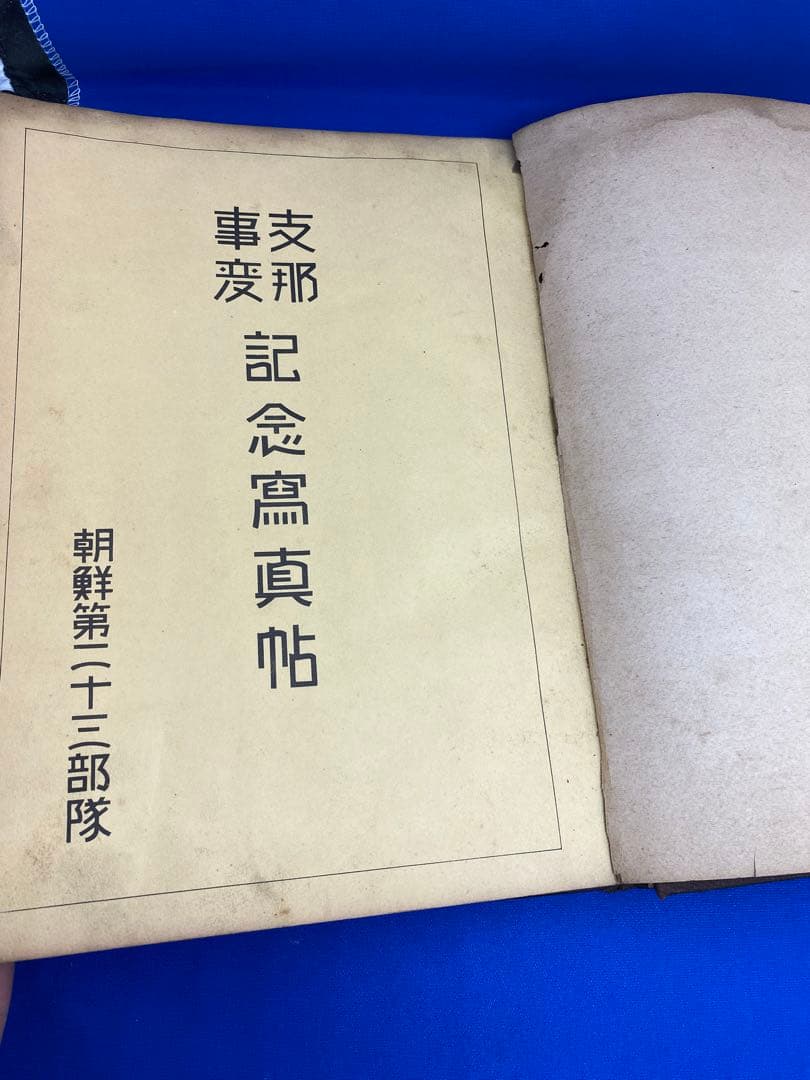 支那
事変
記念寫真帖
朝鮮第二十三部隊